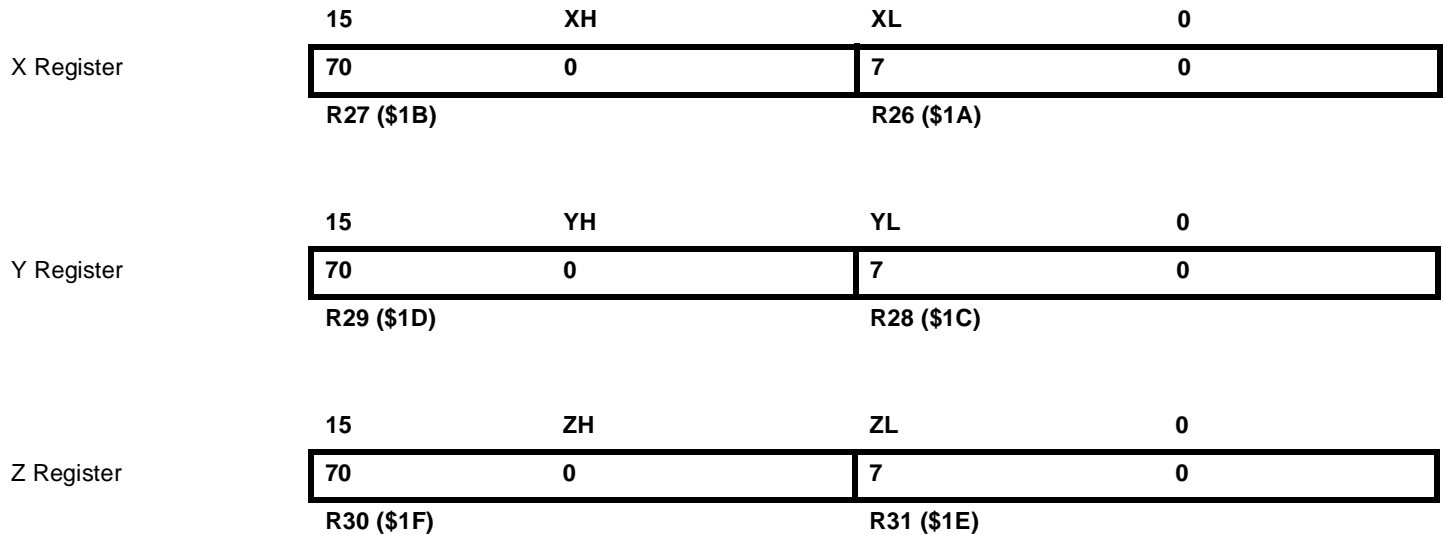 15 XH XL 0
X Register 70 0 7 0
R27 ($1B) R26 ($1A)
15 YH YL 0
Y Register 70 0 7 0
R29 ($1D) R28 ($1C)
15 ZH ZL 0
Z Register 70 0 7 0
R30 ($1F) R31 ($1E)